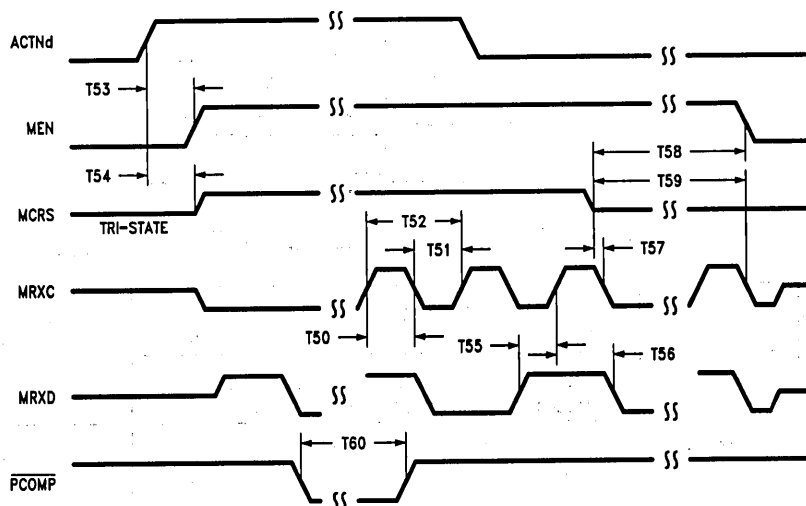 ACTNd
T53
MEN
T58
T54
T59
MCRS
TRI-STATE
T52
T51
T57
MRXC
T50
T55
T56
MRXD
T60
PCOMP